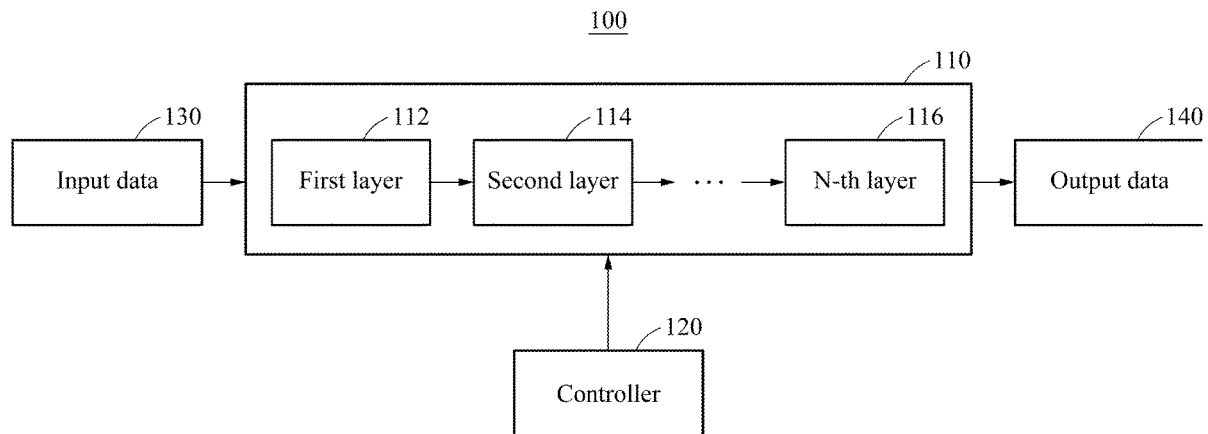 100
110
130
112
114
116
140
Input data
First layer
Second layer
...
N-th layer
Output data
120
Controller